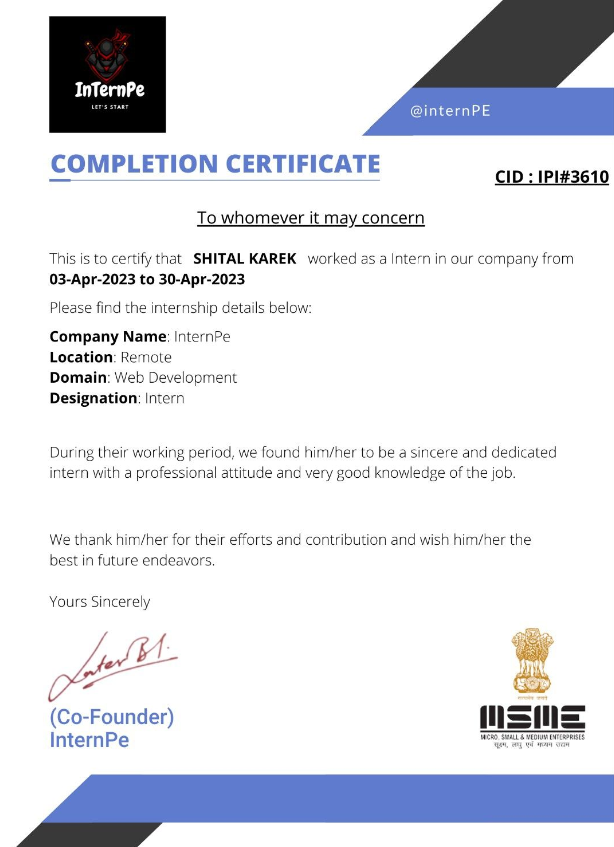 InTernPe
LET'S START
@internPE
COMPLETION CERTIFICATE
CID : IPI#3610
To whomever it may concern
This is to certify that SHITAL KAREK worked as a Intern in our company from
03-Apr-2023 to 30-Apr-2023
Please find the internship details below:
Company Name: InternPe
Location: Remote
Domain: Web Development
Designation: Intern
During their working period, we found him/her to be a sincere and dedicated
intern with a professional attitude and very good knowledge of the job.
We thank him/her for their efforts and contribution and wish him/her the
best in future endeavors.
Yours Sincerely
(Co-Founder)
InternPe
सत्यमेव जयते
MSME
MICRO, SMALL & MEDIUM ENTERPRISES
सूक्ष्म, लघु एवं मध्यम उद्यम